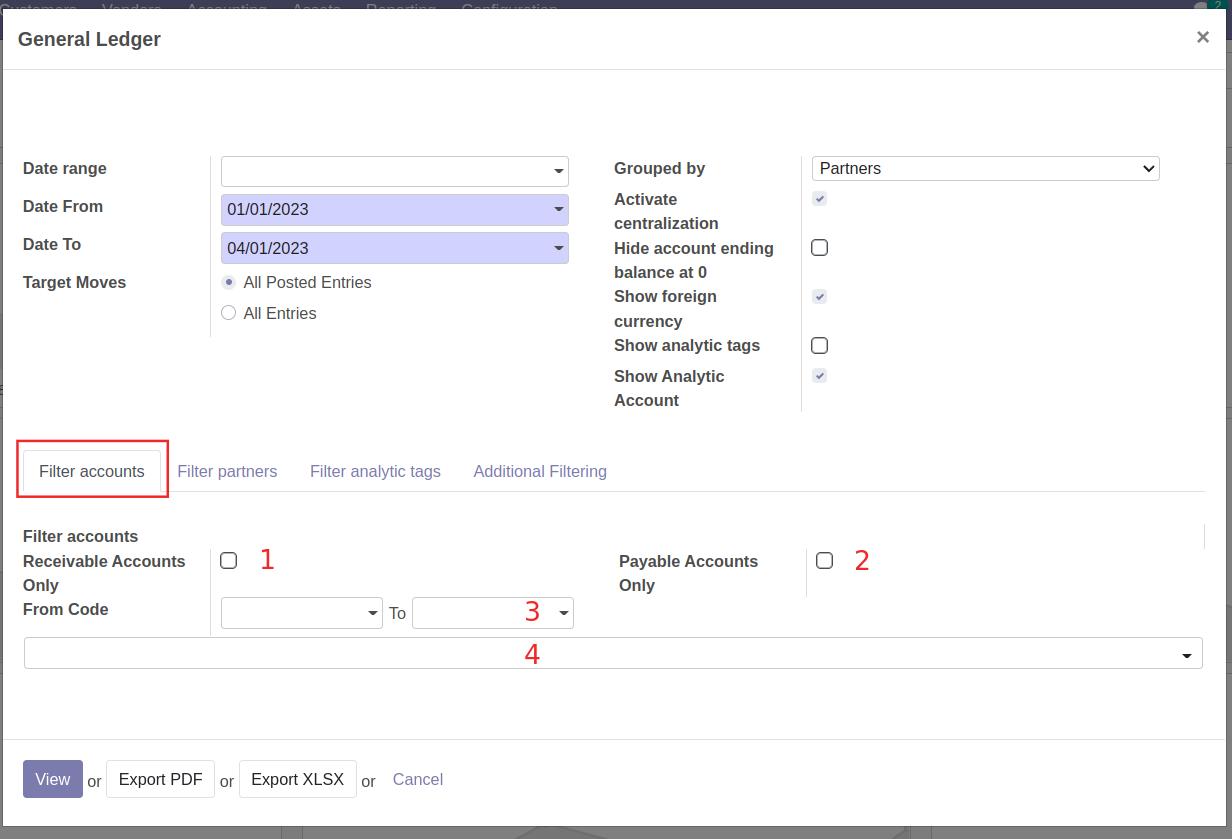 Customers Vendors Accounting Assets Reporting Configuration 2
General Ledger ×
Date range
Date From 01/01/2023
Date To 04/01/2023
Target Moves All Posted Entries
All Entries
Grouped by Partners
Activate
centralization
Hide account ending
balance at 0
Show foreign
currency
Show analytic tags
Show Analytic
Account
Filter accounts Filter partners Filter analytic tags Additional Filtering
Filter accounts
Receivable Accounts
Only
1
Payable Accounts
Only
2
From Code To 3
4
View or Export PDF or Export XLSX or Cancel